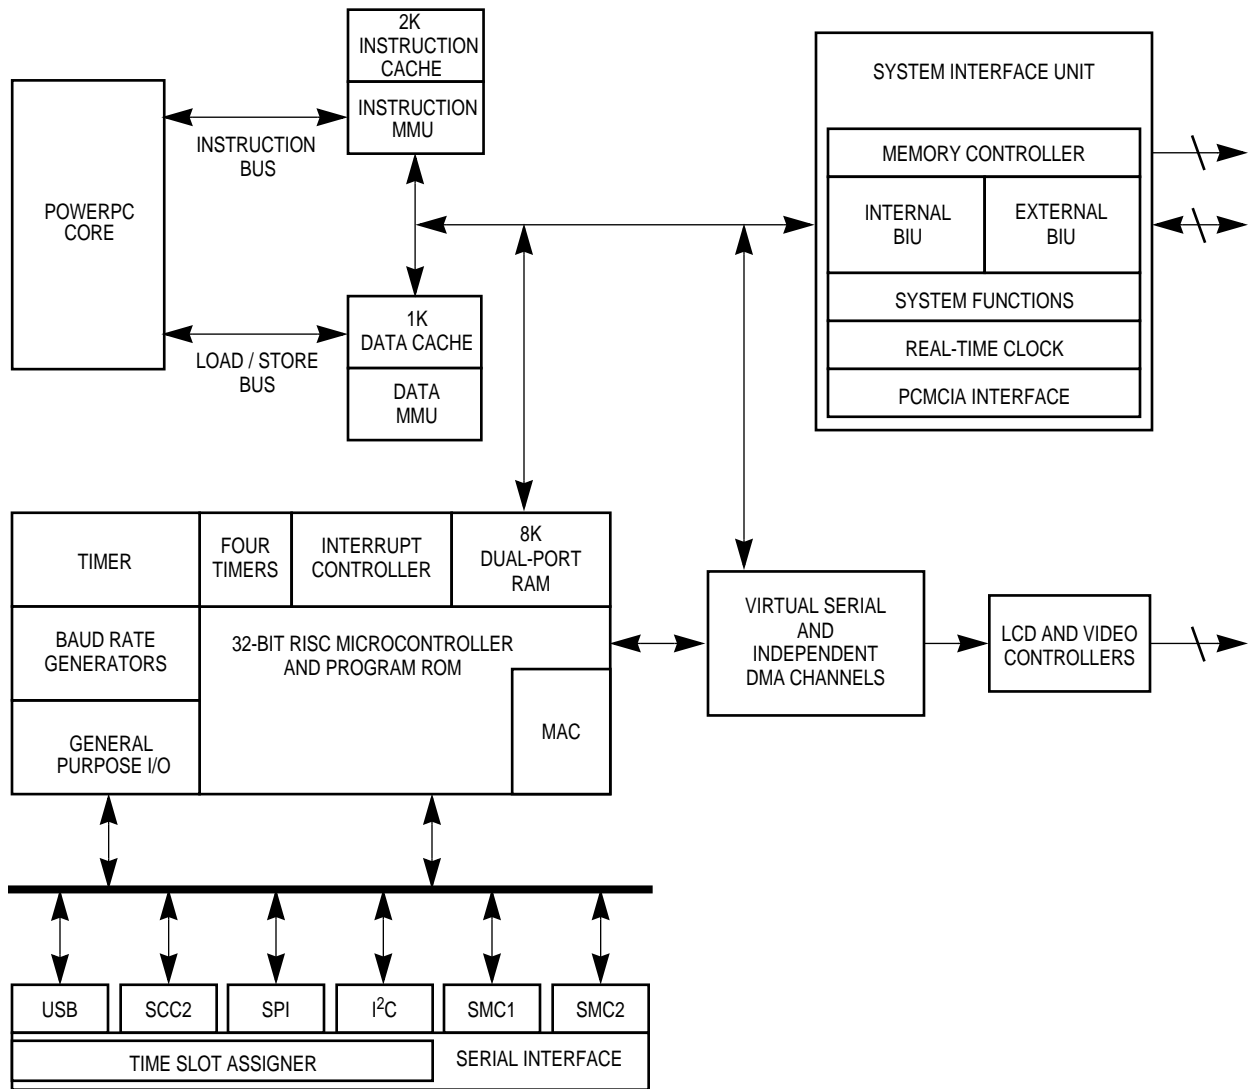 2K
INSTRUCTION
CACHE
INSTRUCTION
MMU
INSTRUCTION
BUS
POWERPC
CORE
1K
DATA CACHE
DATA
MMU
LOAD / STORE
BUS
SYSTEM INTERFACE UNIT
MEMORY CONTROLLER
INTERNAL
BIU
EXTERNAL
BIU
SYSTEM FUNCTIONS
REAL-TIME CLOCK
PCMCIA INTERFACE
TIMER
FOUR
TIMERS
INTERRUPT
CONTROLLER
8K
DUAL-PORT
RAM
BAUD RATE
GENERATORS
32-BIT RISC MICROCONTROLLER
AND PROGRAM ROM
GENERAL
PURPOSE I/O
MAC
VIRTUAL SERIAL
AND
INDEPENDENT
DMA CHANNELS
LCD AND VIDEO
CONTROLLERS
USB
SCC2
SPI
I²C
SMC1
SMC2
TIME SLOT ASSIGNER
SERIAL INTERFACE